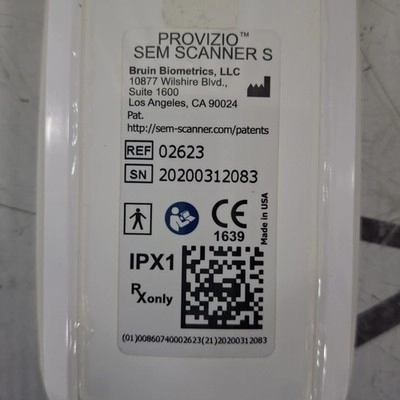 PROVIZIO™
SEM SCANNER S
Bruin Biometrics, LLC
10877 Wilshire Blvd.,
Suite 1600
Los Angeles, CA 90024
Pat.
http://sem-scanner.com/patents
REF 02623
SN 20200312083
CE
1639
Made in USA
IPX1
Rx only
(01)00860740002623(21)20200312083